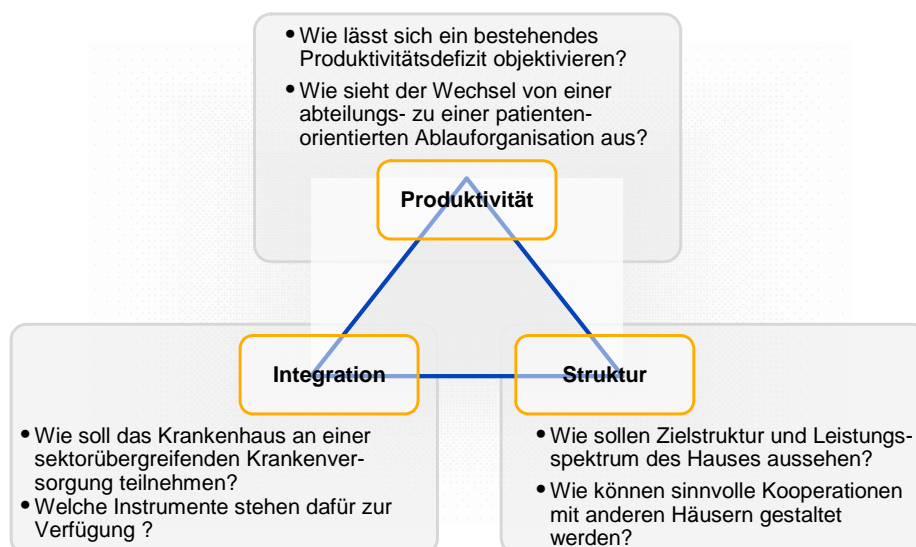 • Wie lässt sich ein bestehendes
Produktivitätsdefizit objektivieren?
• Wie sieht der Wechsel von einer
abteilungs- zu einer patienten-
orientierten Ablauforganisation aus?
Produktivität
Integration
• Wie soll das Krankenhaus an einer
sektorübergreifenden Krankenver-
sorgung teilnehmen?
• Welche Instrumente stehen dafür zur
Verfügung ?
Struktur
• Wie sollen Zielstruktur und Leistungs-
spektrum des Hauses aussehen?
• Wie können sinnvolle Kooperationen
mit anderen Häusern gestaltet
werden?